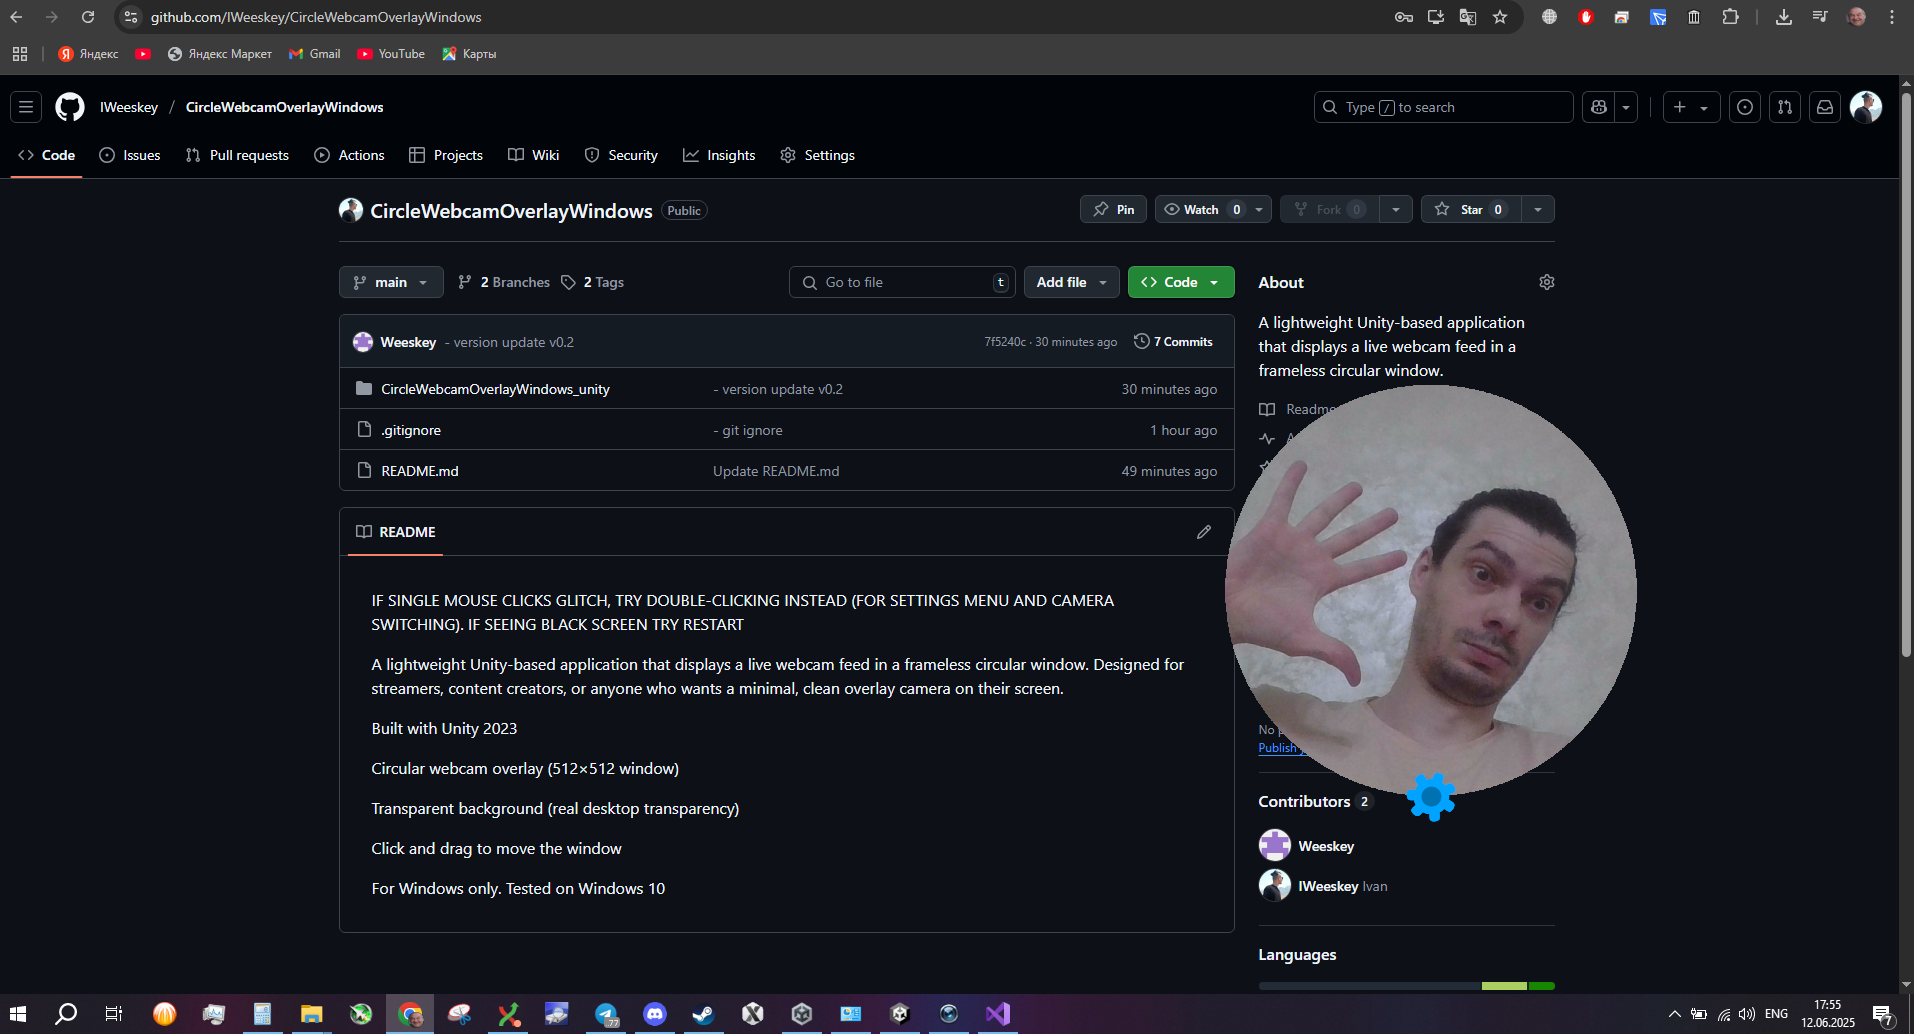 github.com/IWeeskey/CircleWebcamOverlayWindows
Яндекс
Яндекс Маркет
Gmail
YouTube
Карты
IWeeskey / CircleWebcamOverlayWindows
Type / to search
Code
Issues
Pull requests
Actions
Projects
Wiki
Security
Insights
Settings
CircleWebcamOverlayWindows Public
Pin
Watch 0
Fork 0
Star 0
main
2 Branches
2 Tags
Go to file t
Add file
Code
Weeskey - version update v0.2 7f5240c · 30 minutes ago 7 Commits
CircleWebcamOverlayWindows_unity - version update v0.2 30 minutes ago
.gitignore - git ignore 1 hour ago
README.md Update README.md 49 minutes ago
README
IF SINGLE MOUSE CLICKS GLITCH, TRY DOUBLE-CLICKING INSTEAD (FOR SETTINGS MENU AND CAMERA
SWITCHING). IF SEEING BLACK SCREEN TRY RESTART
A lightweight Unity-based application that displays a live webcam feed in a frameless circular window. Designed for
streamers, content creators, or anyone who wants a minimal, clean overlay camera on their screen.
Built with Unity 2023
Circular webcam overlay (512×512 window)
Transparent background (real desktop transparency)
Click and drag to move the window
For Windows only. Tested on Windows 10
About
A lightweight Unity-based application
that displays a live webcam feed in a
frameless circular window.
Readme
No
Publish
Contributors 2
Weeskey
IWeeskey Ivan
Languages
77
ENG
17:55
12.06.2025
7